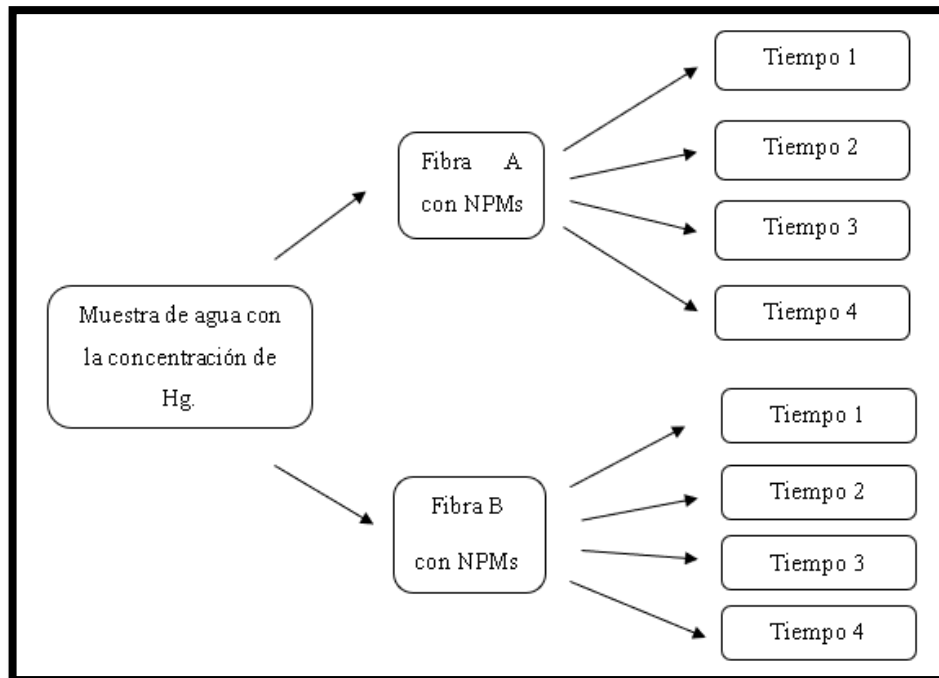 Muestra de agua con
la concentración de
Hg.
Fibra A
con NPMs
Tiempo 1
Tiempo 2
Tiempo 3
Tiempo 4
Fibra B
con NPMs
Tiempo 1
Tiempo 2
Tiempo 3
Tiempo 4